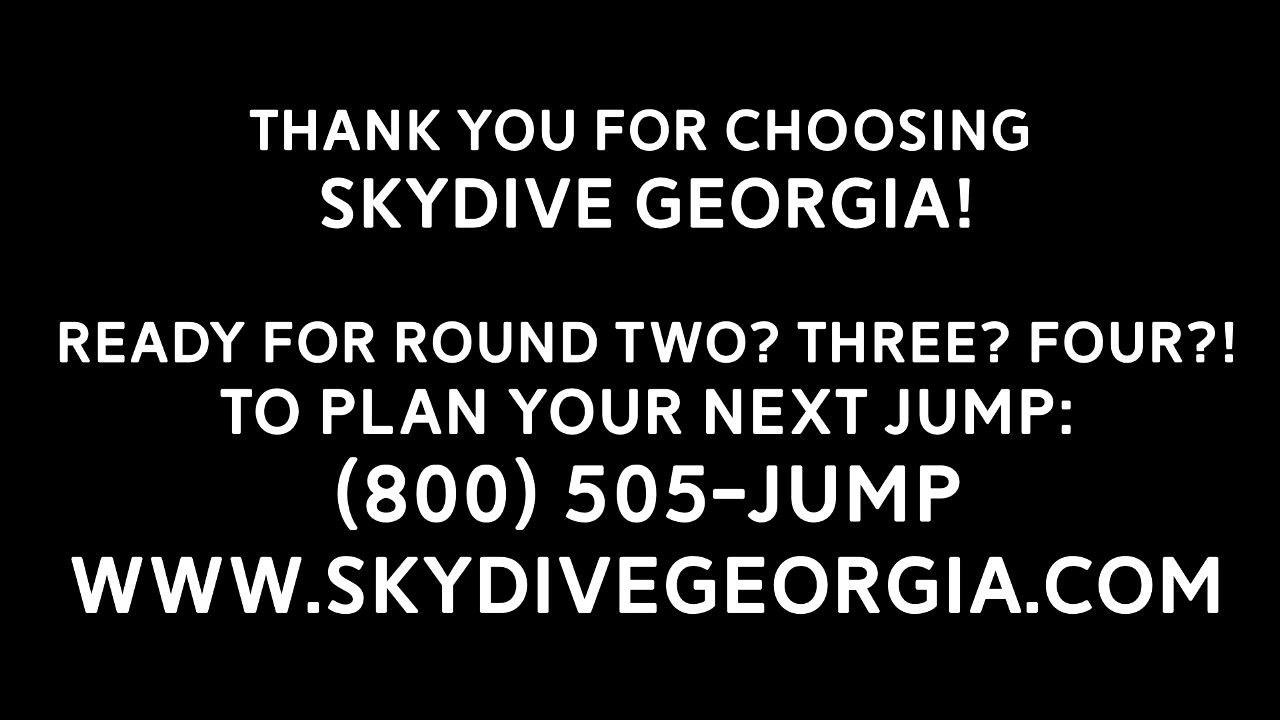 THANK YOU FOR CHOOSING
SKYDIVE GEORGIA!
READY FOR ROUND TWO? THREE? FOUR?!
TO PLAN YOUR NEXT JUMP:
(800) 505-JUMP
WWW.SKYDIVEGEORGIA.COM